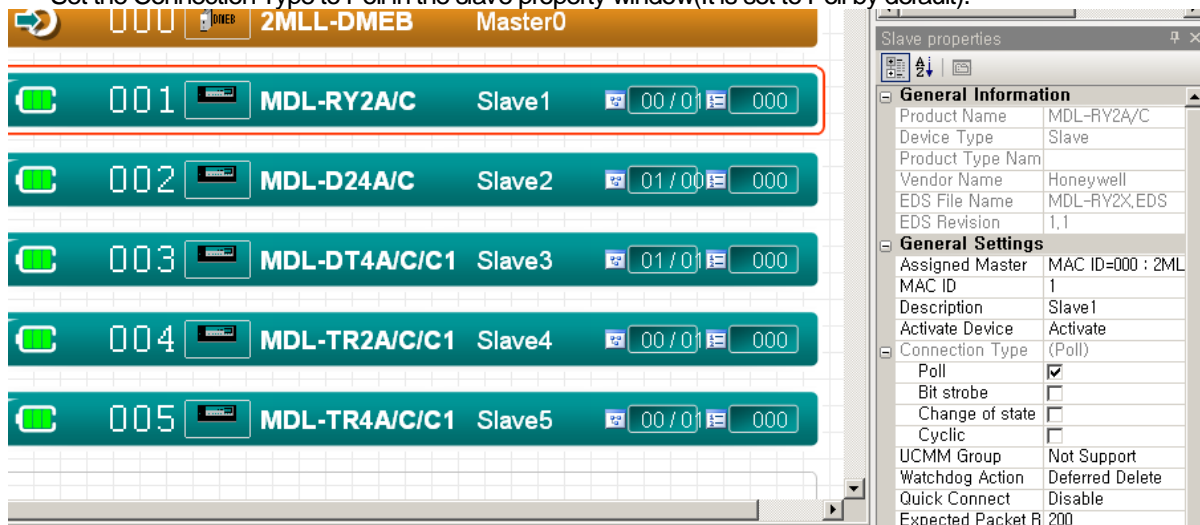 Set the Connection Type to Poll in the slave property window(It is set to Poll by default).
000 DMEB 2MLL-DMEB Master0
001 MDL-RY2A/C Slave1 00/01 000
002 MDL-D24A/C Slave2 01/00 000
003 MDL-DT4A/C/C1 Slave3 01/01 000
004 MDL-TR2A/C/C1 Slave4 00/01 000
005 MDL-TR4A/C/C1 Slave5 00/01 000
Slave properties
General Information
Product Name MDL-RY2A/C
Device Type Slave
Product Type Nam
Vendor Name Honeywell
EDS File Name MDL-RY2X,EDS
EDS Revision 1,1
General Settings
Assigned Master MAC ID=000 : 2ML
MAC ID 1
Description Slave1
Activate Device Activate
Connection Type (Poll)
Poll
Bit strobe
Change of state
Cyclic
UCMM Group Not Support
Watchdog Action Deferred Delete
Quick Connect Disable
Expected Packet R 200